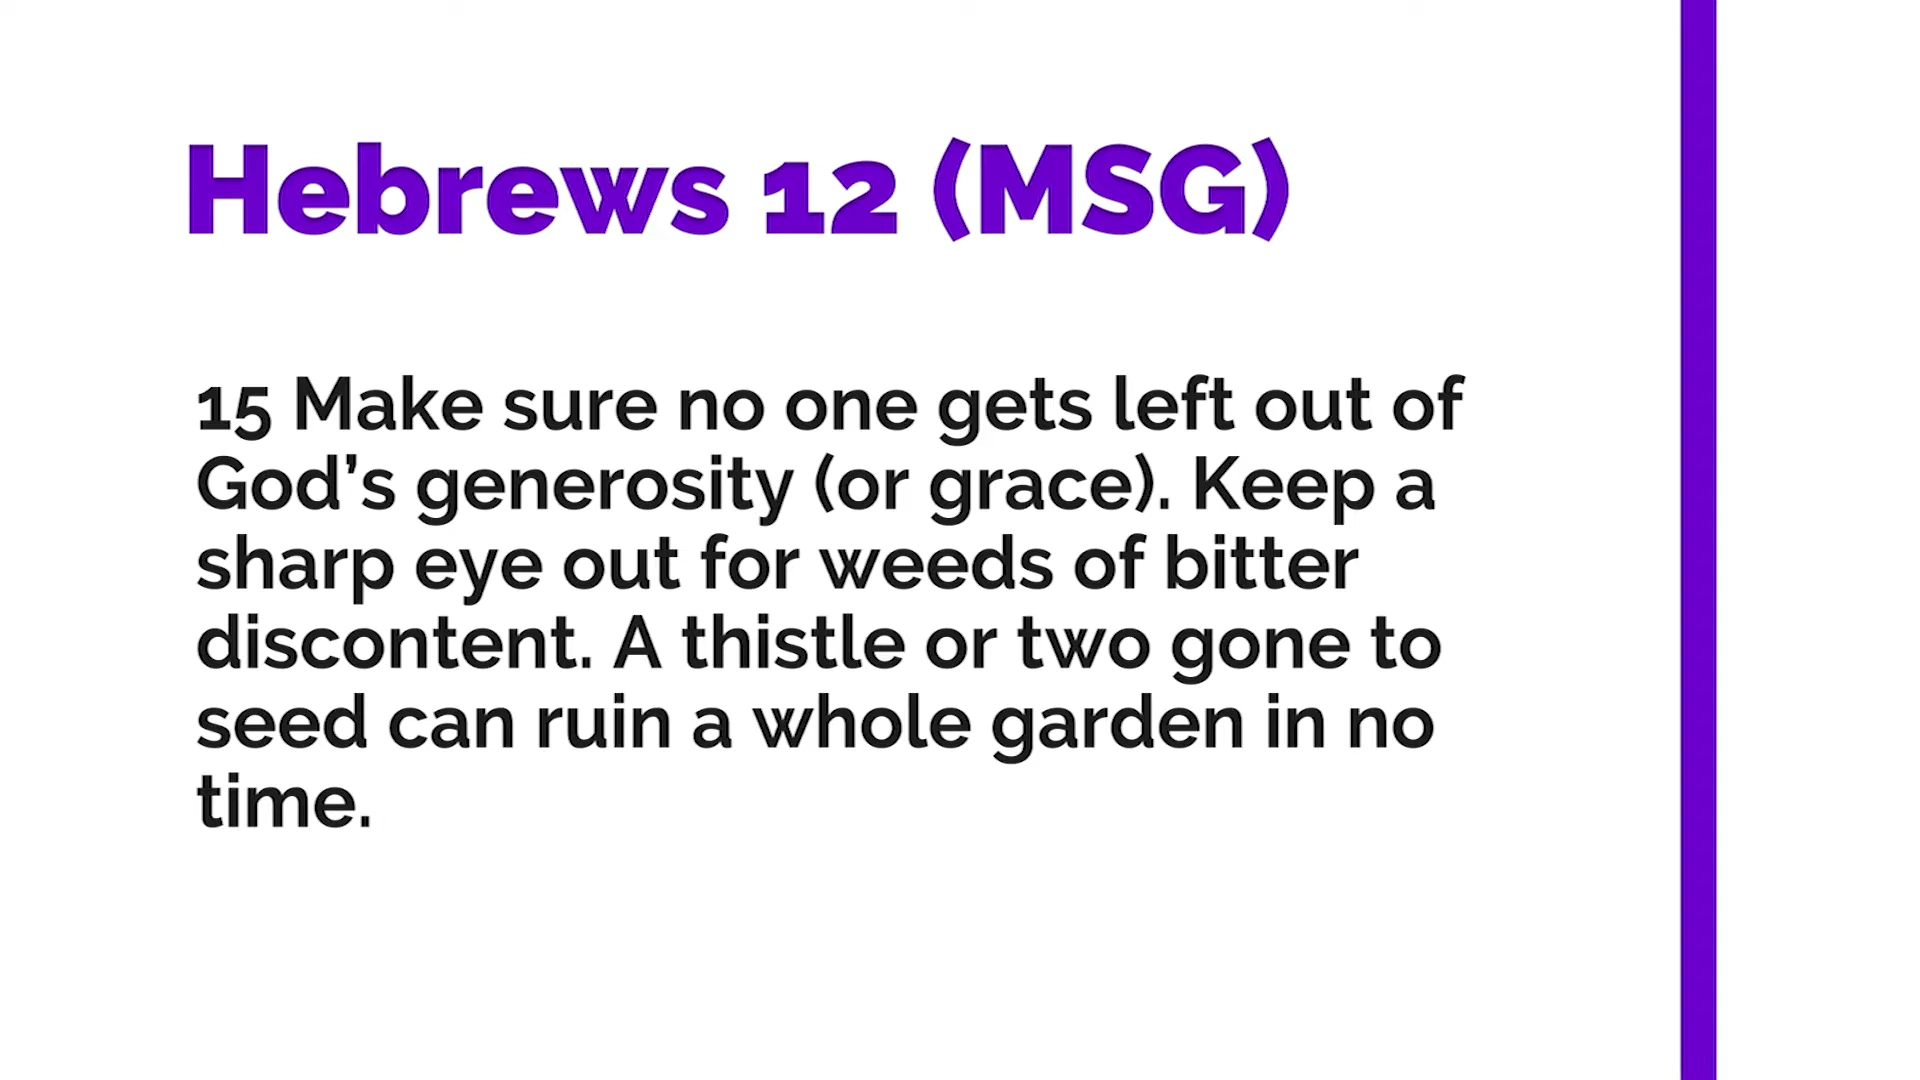 Hebrews 12 (MSG)
15 Make sure no one gets left out of
God’s generosity (or grace). Keep a
sharp eye out for weeds of bitter
discontent. A thistle or two gone to
seed can ruin a whole garden in no
time.